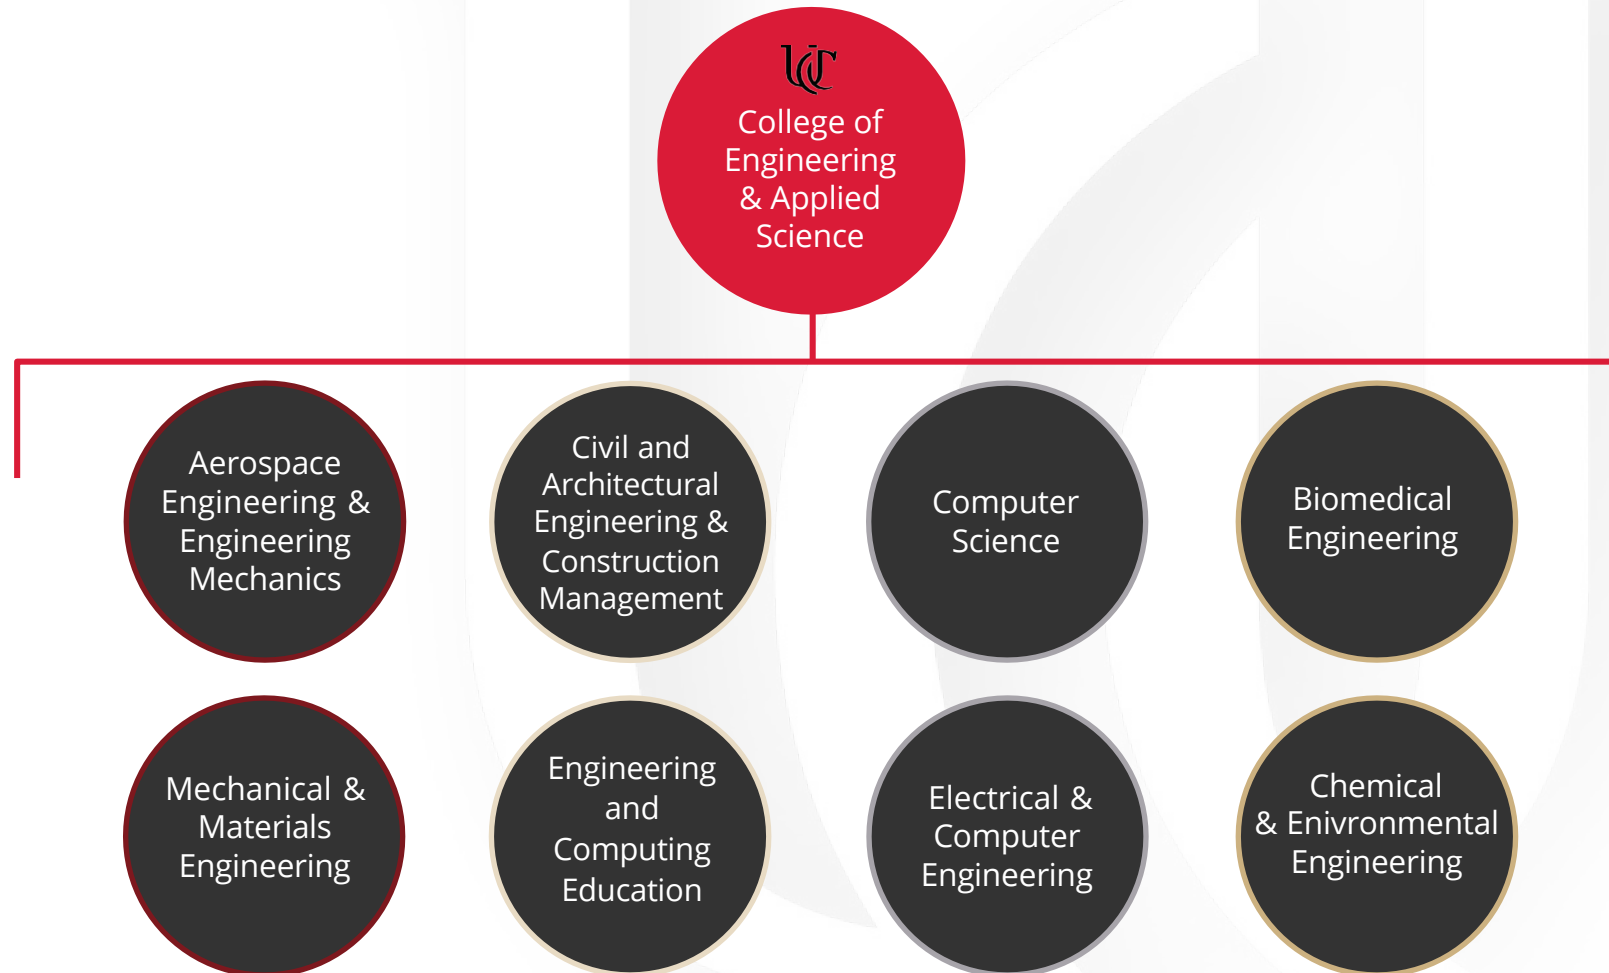 UC
College of
Engineering
& Applied
Science
Aerospace
Engineering &
Engineering
Mechanics
Civil and
Architectural
Engineering &
Construction
Management
Computer
Science
Biomedical
Engineering
Mechanical &
Materials
Engineering
Engineering
and
Computing
Education
Electrical &
Computer
Engineering
Chemical
& Enivronmental
Engineering